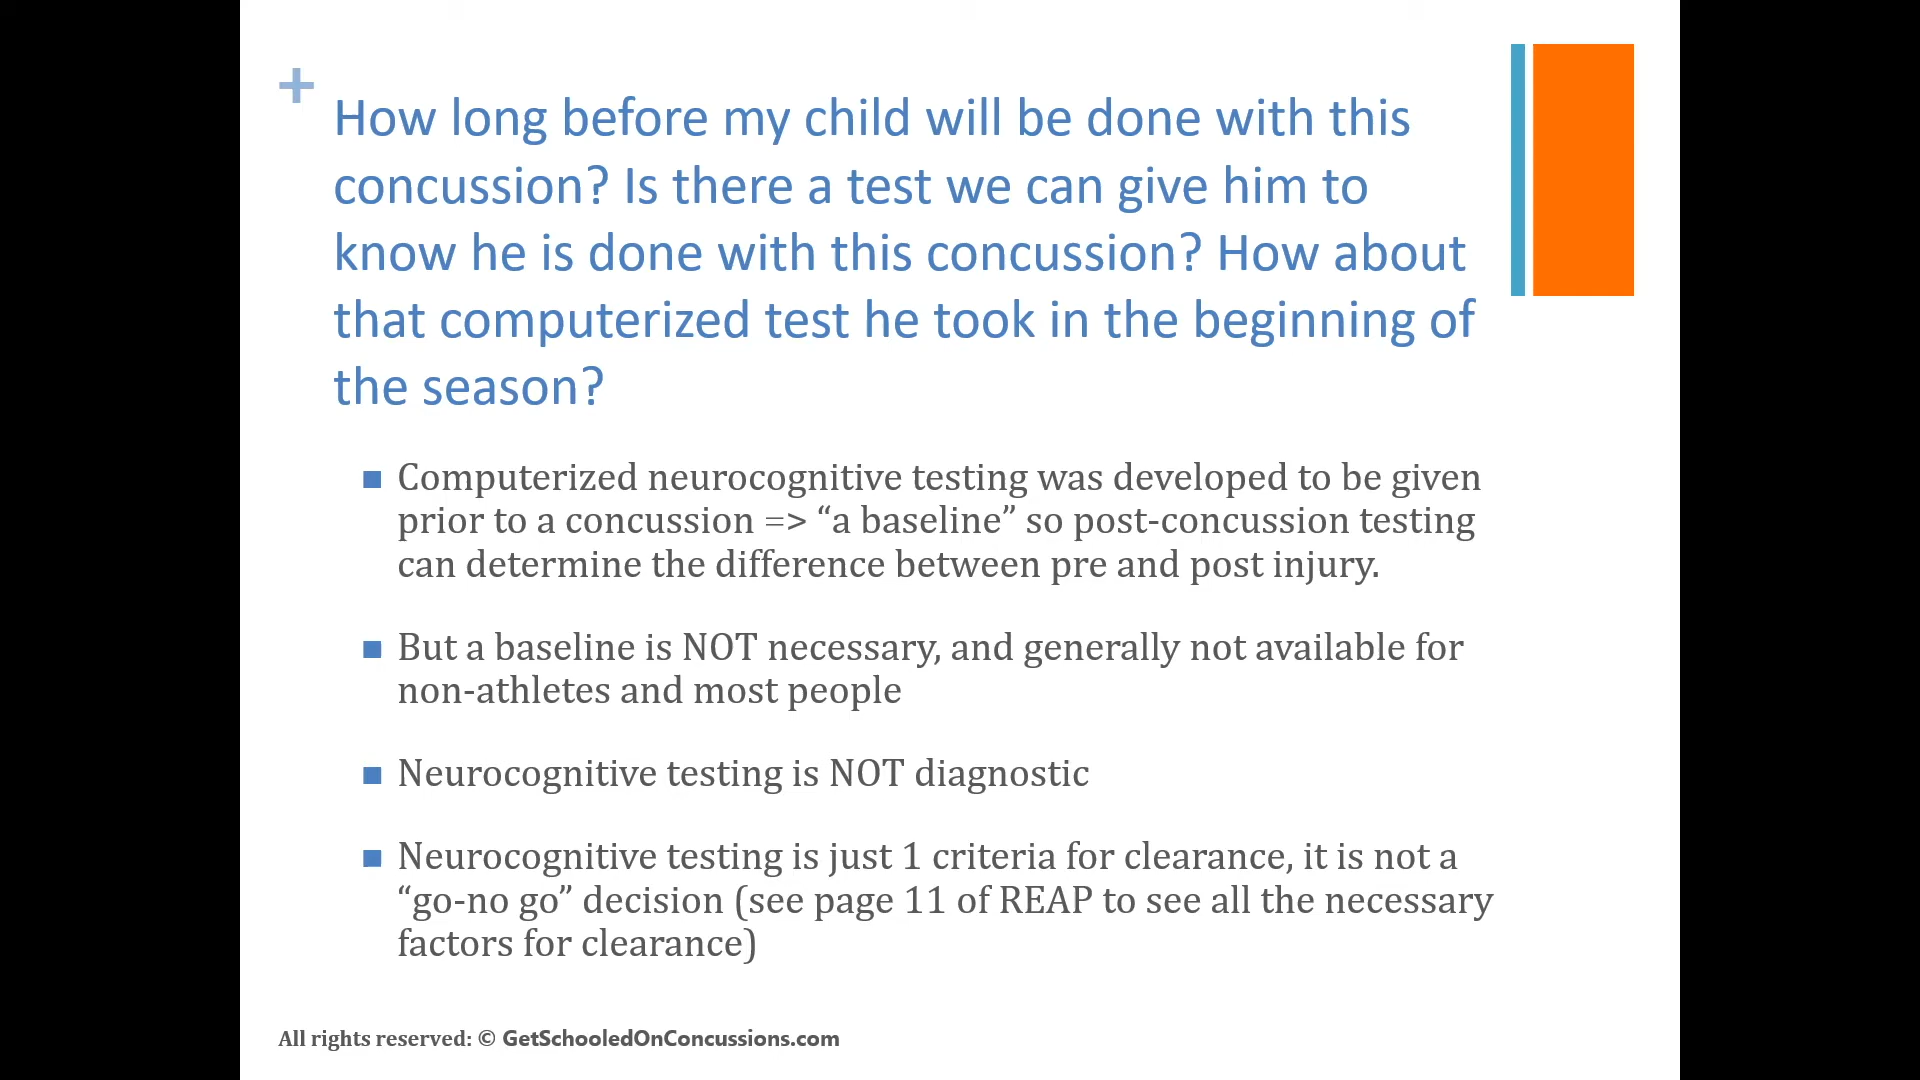 +
How long before my child will be done with this
concussion? Is there a test we can give him to
know he is done with this concussion? How about
that computerized test he took in the beginning of
the season?
■ Computerized neurocognitive testing was developed to be given
prior to a concussion => “a baseline” so post-concussion testing
can determine the difference between pre and post injury.
■ But a baseline is NOT necessary, and generally not available for
non-athletes and most people
■ Neurocognitive testing is NOT diagnostic
■ Neurocognitive testing is just 1 criteria for clearance, it is not a
“go-no go” decision (see page 11 of REAP to see all the necessary
factors for clearance)
All rights reserved: © GetSchooledOnConcussions.com